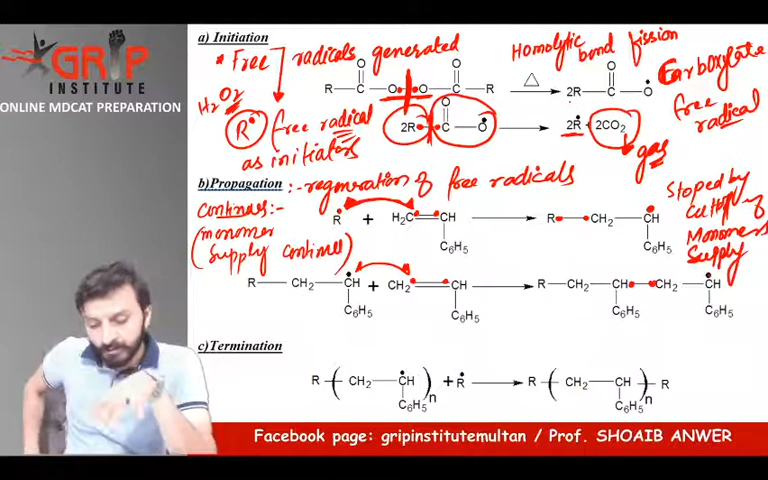 a) Initiation
* Free radicals generated
Homolytic bond fission
GRIP
INSTITUTE
ONLINE MDCAT PREPARATION
R—C(=O)—O—O—C(=O)—R △ → 2R—C(=O)—O•
Carboxylate
free
radical
H2O2
R• free radical
as initiators
2R•—•C(=O)—O• → 2R• + 2CO2
gas
b)Propagation :- regeneration of free radicals
Continues:-
(monomer
supply continue)
R• + H2C=CH C6H5 → R—CH2—CH• C6H5
Stoped by
Cutting of
Monomers
Supply
R—CH2—CH• C6H5 + CH2=CH C6H5 → R—CH2—CH C6H5—CH2—CH• C6H5
c)Termination
R—(CH2—CH• C6H5)n + R• → R—(CH2—CH C6H5)n—R
Facebook page: gripinstitutemultan / Prof. SHOAIB ANWER